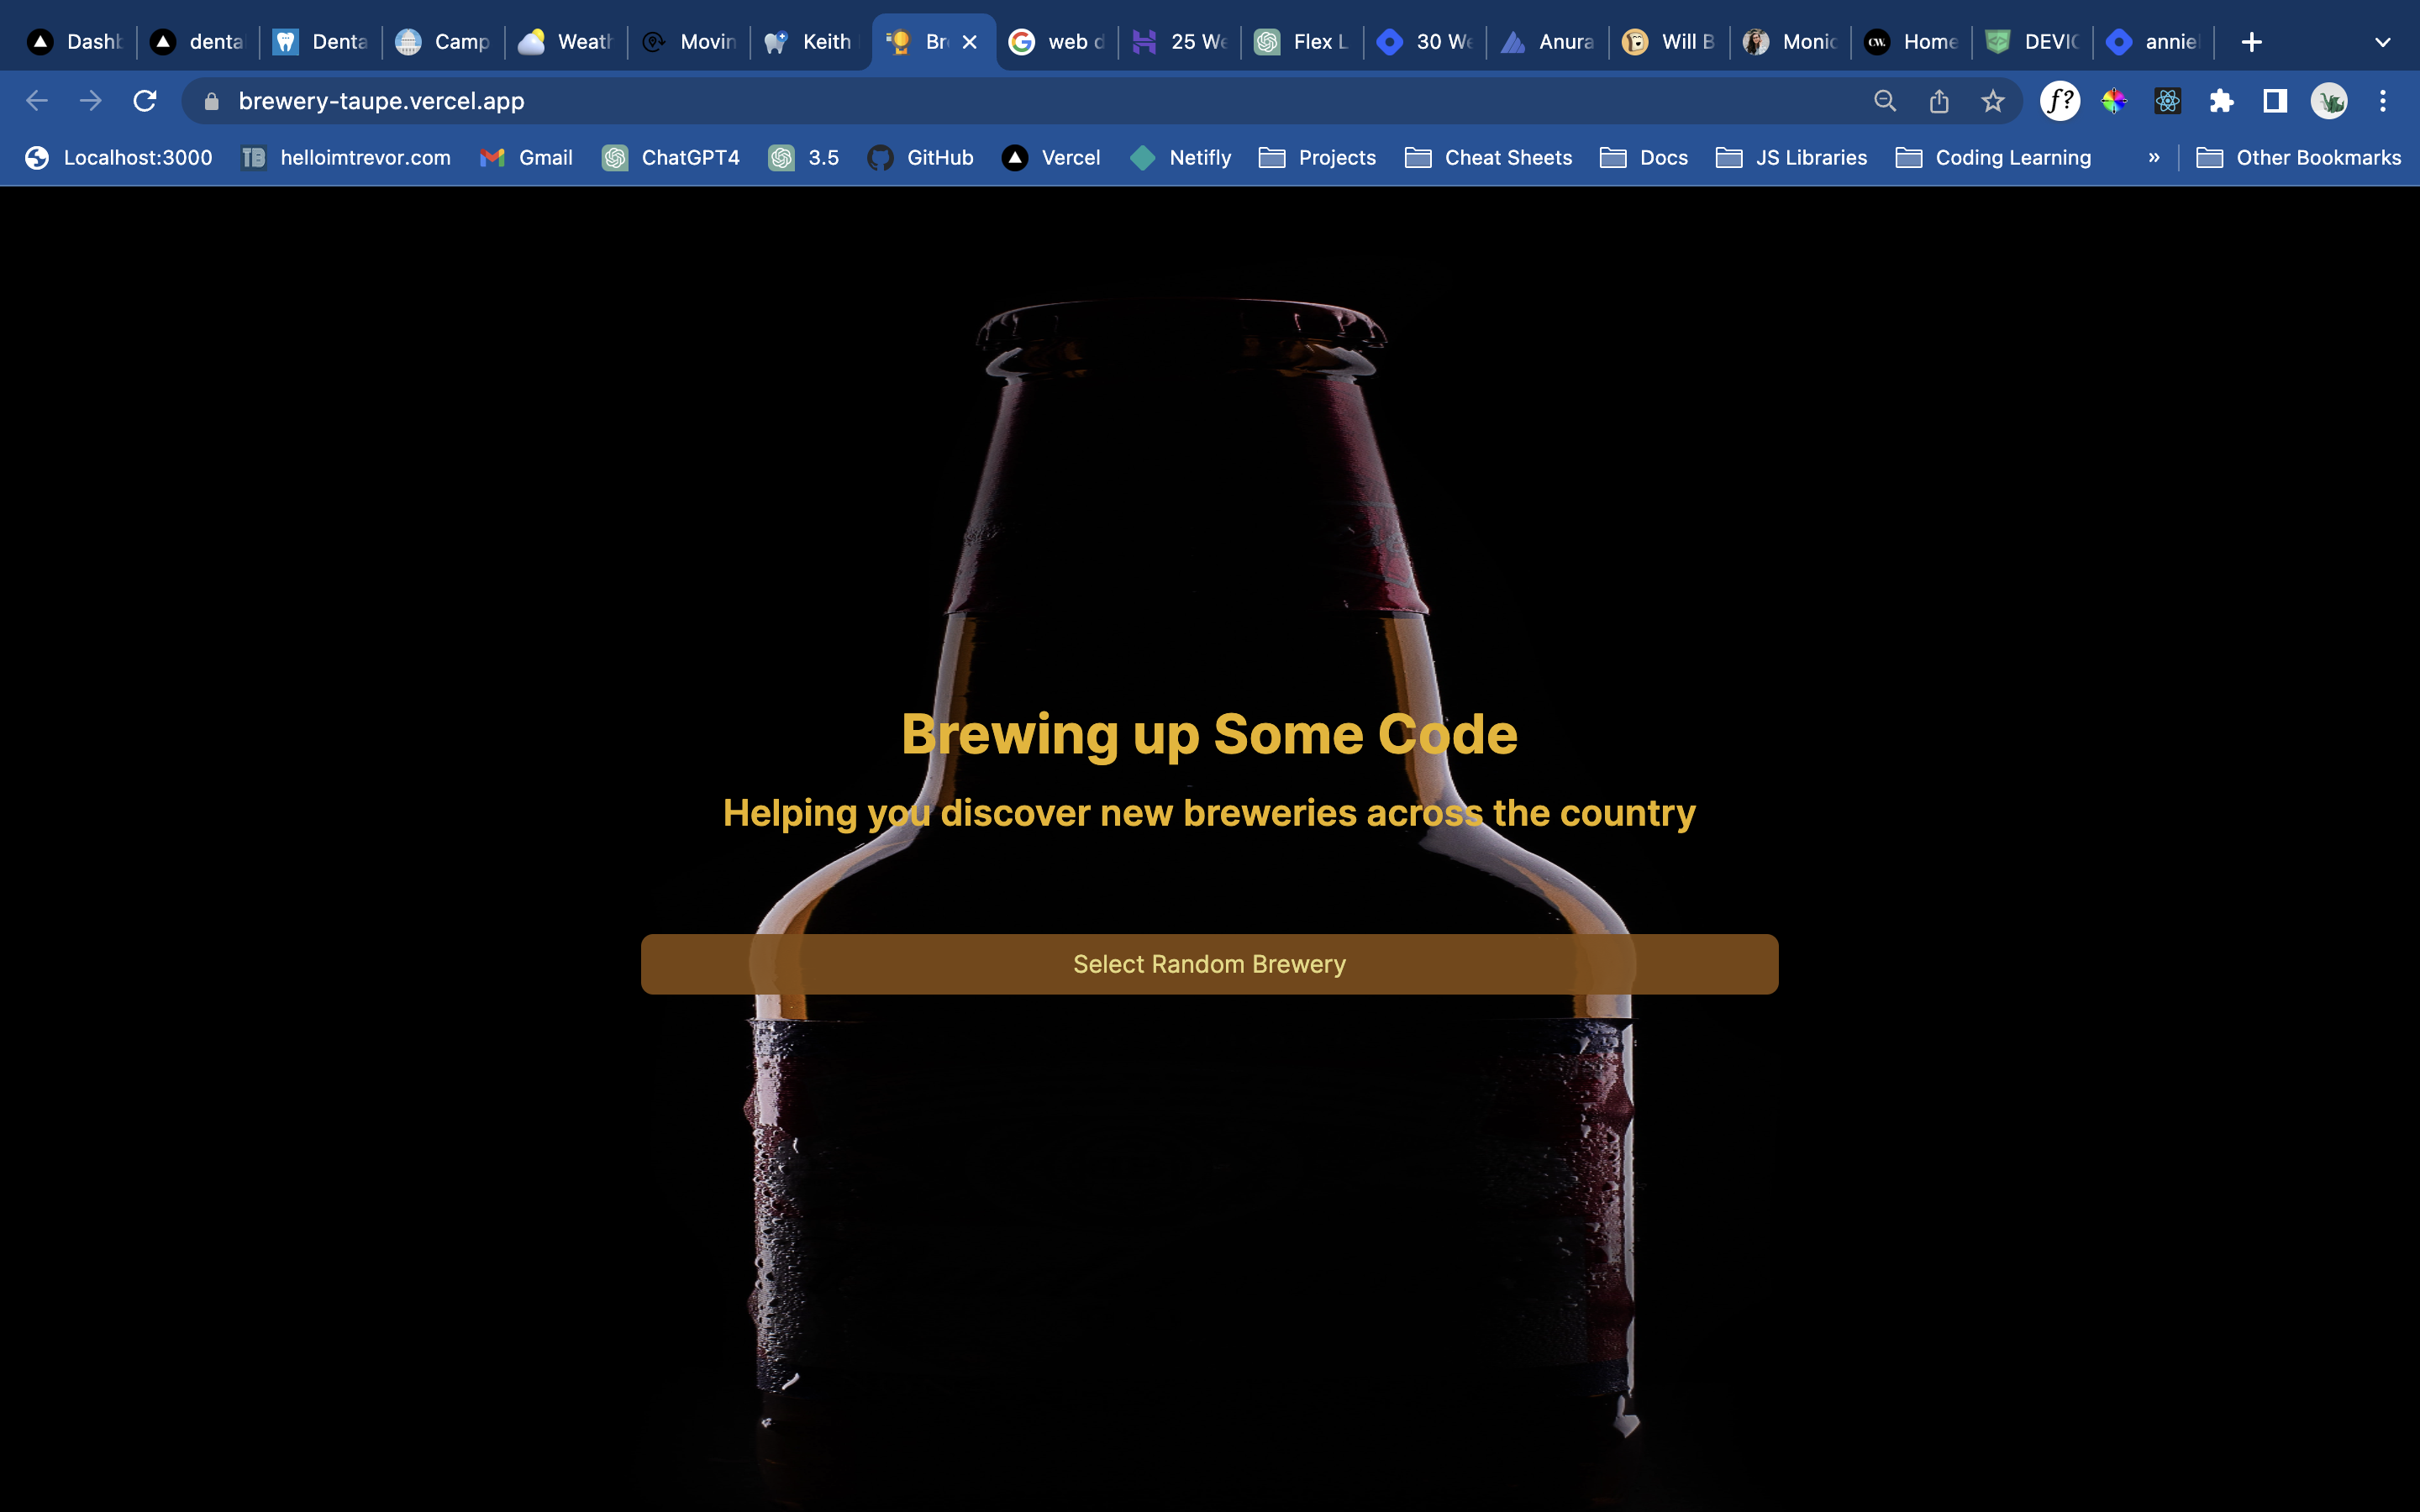 Dashb denta Denta Camp Weath Movin Keith Bre web d 25 We Flex L 30 We Anura Will B Monic CW. Home DEVIC annie
brewery-taupe.vercel.app f?
Localhost:3000 TB helloimtrevor.com Gmail ChatGPT4 3.5 GitHub Vercel Netifly Projects Cheat Sheets Docs JS Libraries Coding Learning » Other Bookmarks
Brewing up Some Code
Helping you discover new breweries across the country
Select Random Brewery